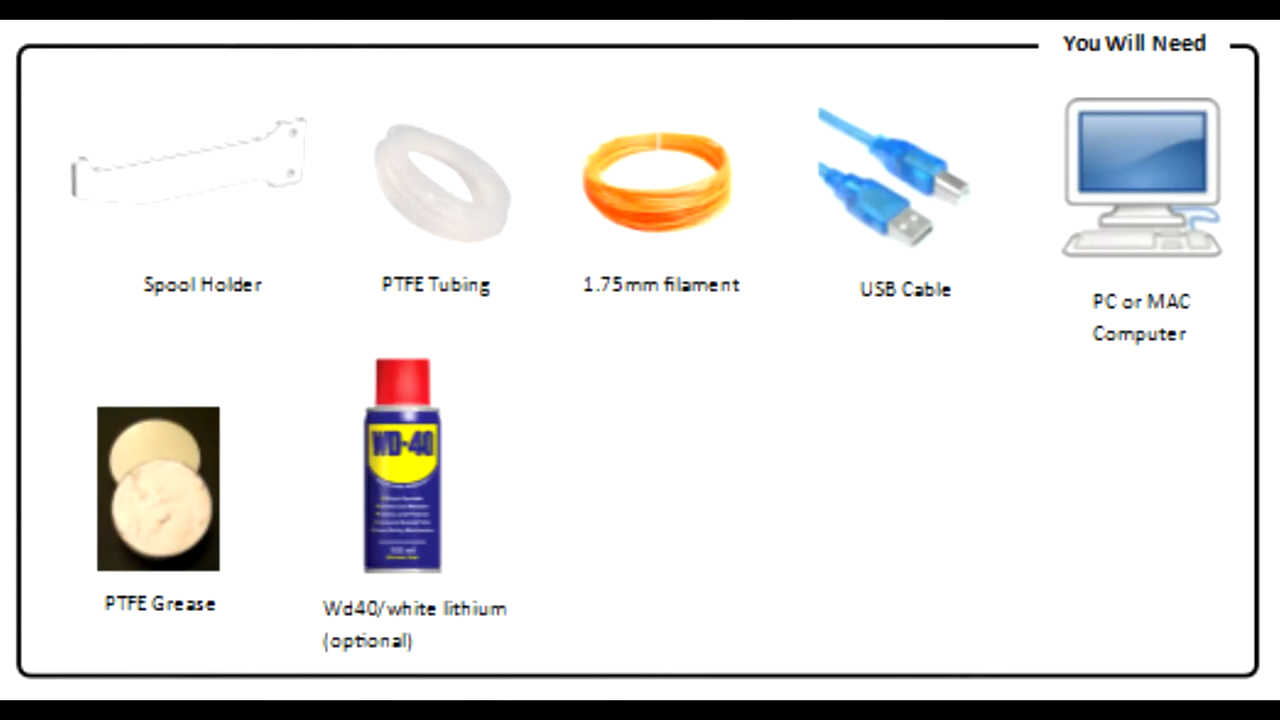 You Will Need
Spool Holder
PTFE Tubing
1.75mm filament
USB Cable
PC or MAC
Computer
WD-40
PTFE Grease
Wd40/white lithium
(optional)